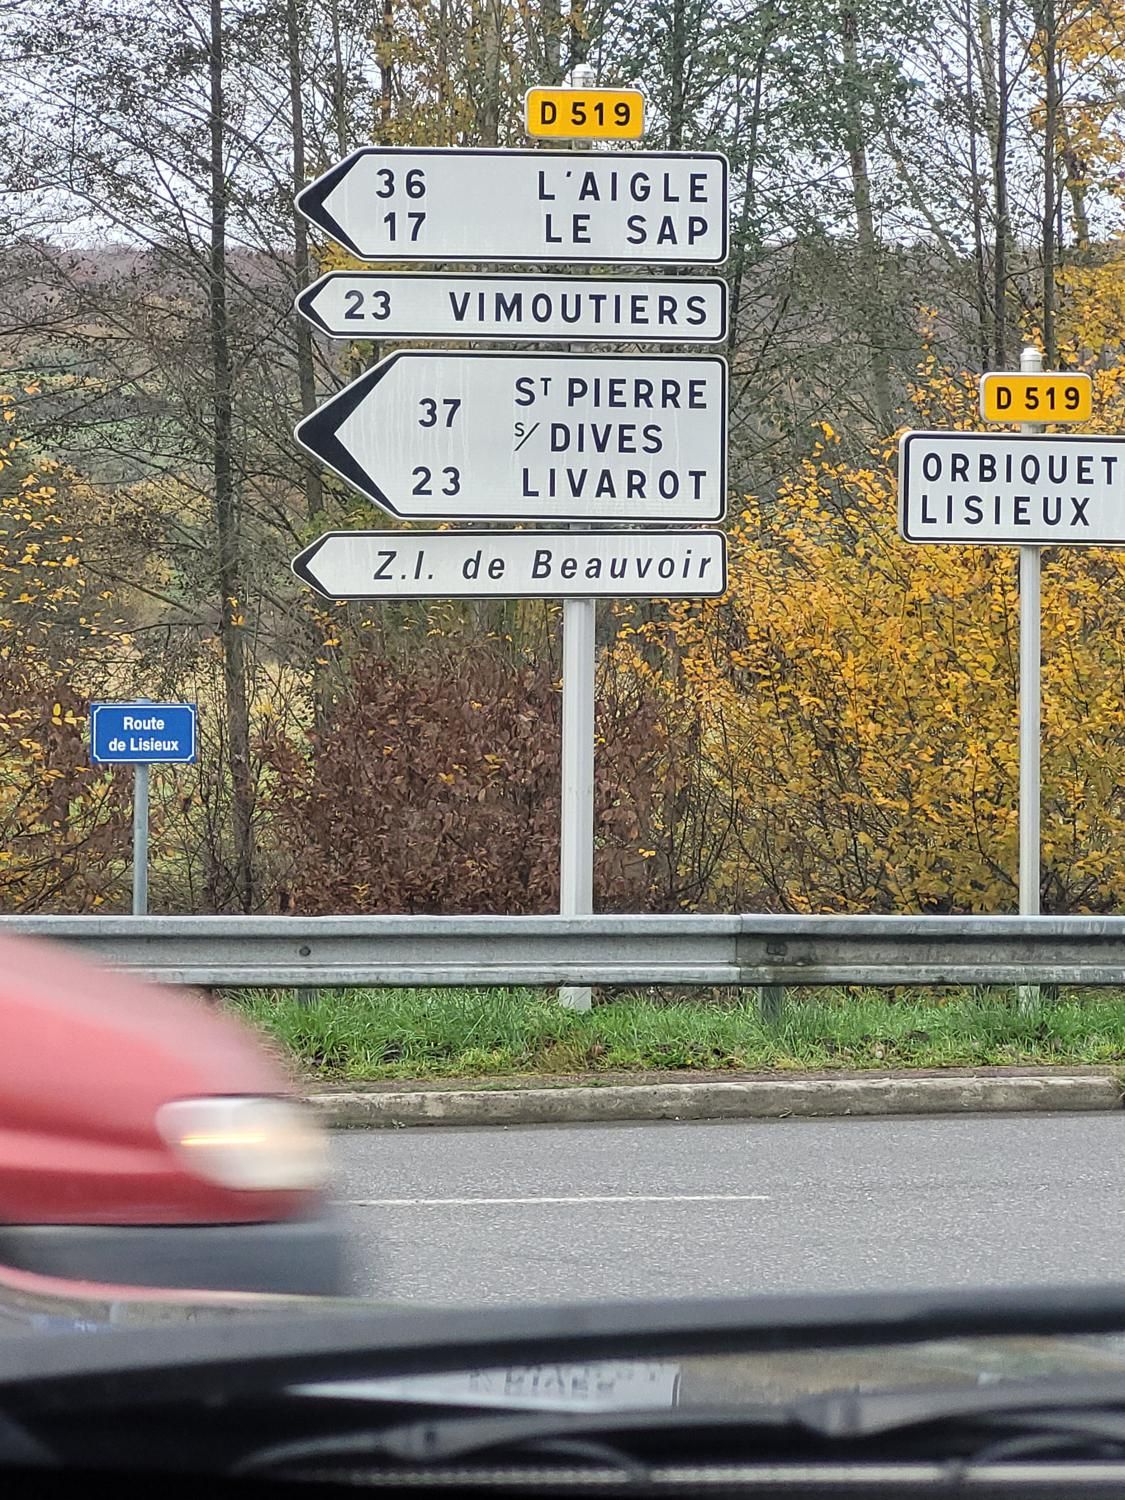 D 519
36 L'AIGLE
17 LE SAP
23 VIMOUTIERS
37 ST PIERRE
S/ DIVES
23 LIVAROT
Z.I. de Beauvoir
D 519
ORBIQUET
LISIEUX
Route
de Lisieux